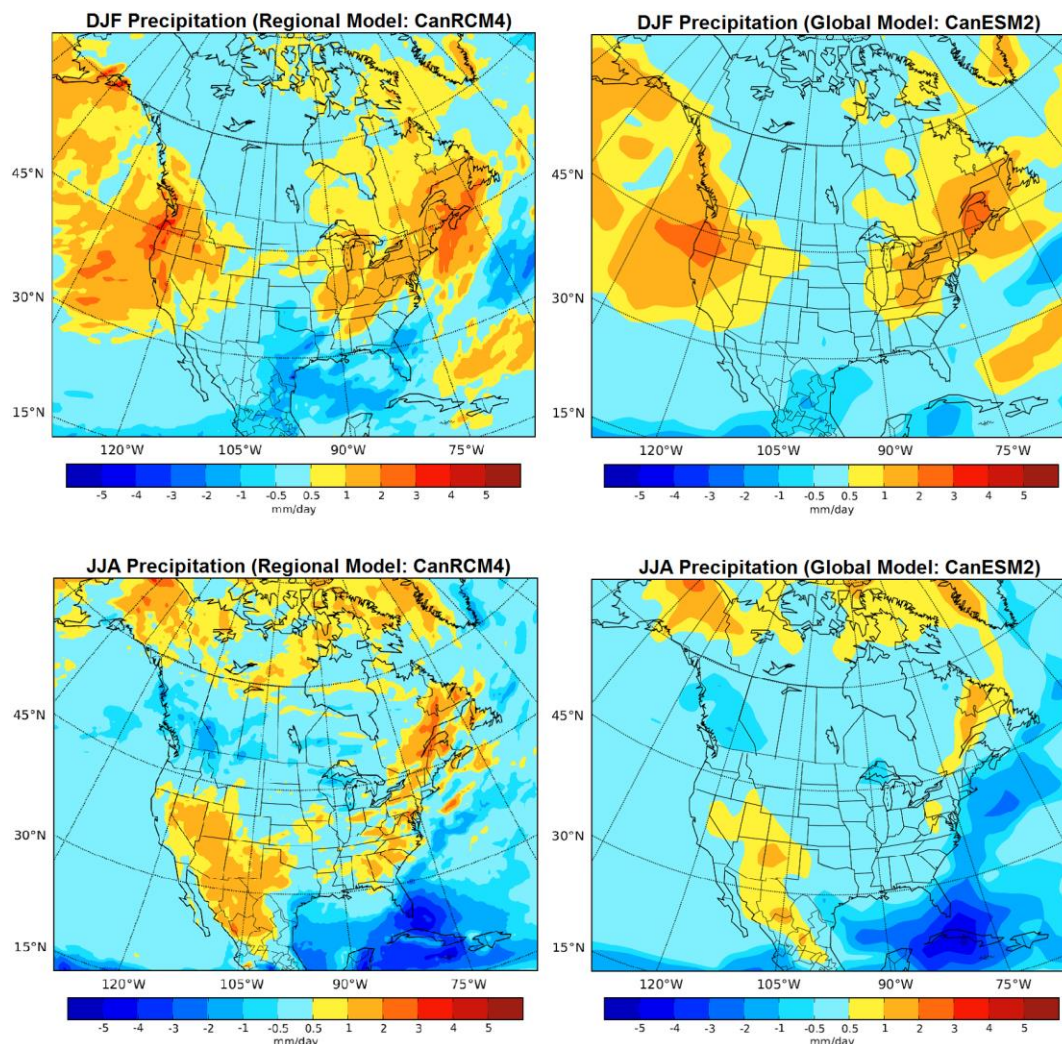 DJF Precipitation (Regional Model: CanRCM4)
45°N
30°N
15°N
120°W 105°W 90°W 75°W
-5 -4 -3 -2 -1 -0.5 0.5 1 2 3 4 5
mm/day
DJF Precipitation (Global Model: CanESM2)
45°N
30°N
15°N
120°W 105°W 90°W 75°W
-5 -4 -3 -2 -1 -0.5 0.5 1 2 3 4 5
mm/day
JJA Precipitation (Regional Model: CanRCM4)
45°N
30°N
15°N
120°W 105°W 90°W 75°W
-5 -4 -3 -2 -1 -0.5 0.5 1 2 3 4 5
mm/day
JJA Precipitation (Global Model: CanESM2)
45°N
30°N
15°N
120°W 105°W 90°W 75°W
-5 -4 -3 -2 -1 -0.5 0.5 1 2 3 4 5
mm/day